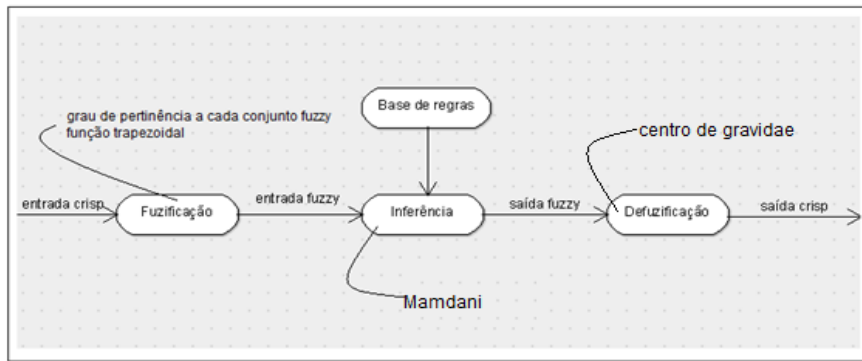 grau de pertinência a cada conjunto fuzzy
função trapezoidal
Base de regras
centro de gravidae
entrada crisp
Fuzificação
entrada fuzzy
Inferência
saída fuzzy
Defuzificação
saída crisp
Mamdani